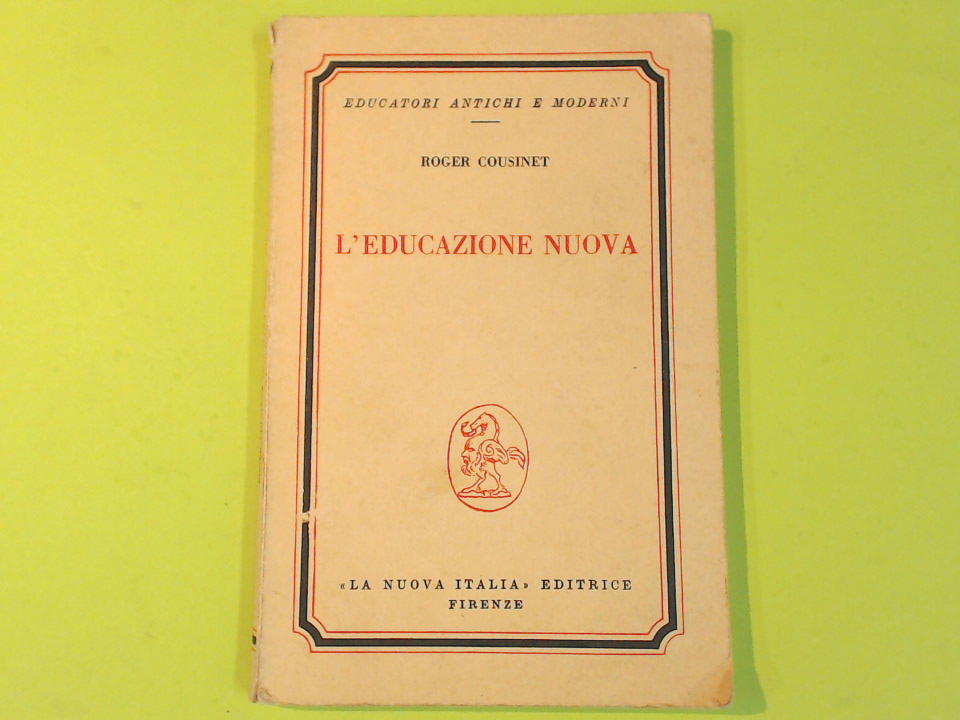 EDUCATORI ANTICHI E MODERNI
ROGER COUSINET
L'EDUCAZIONE NUOVA
«LA NUOVA ITALIA» EDITRICE
FIRENZE